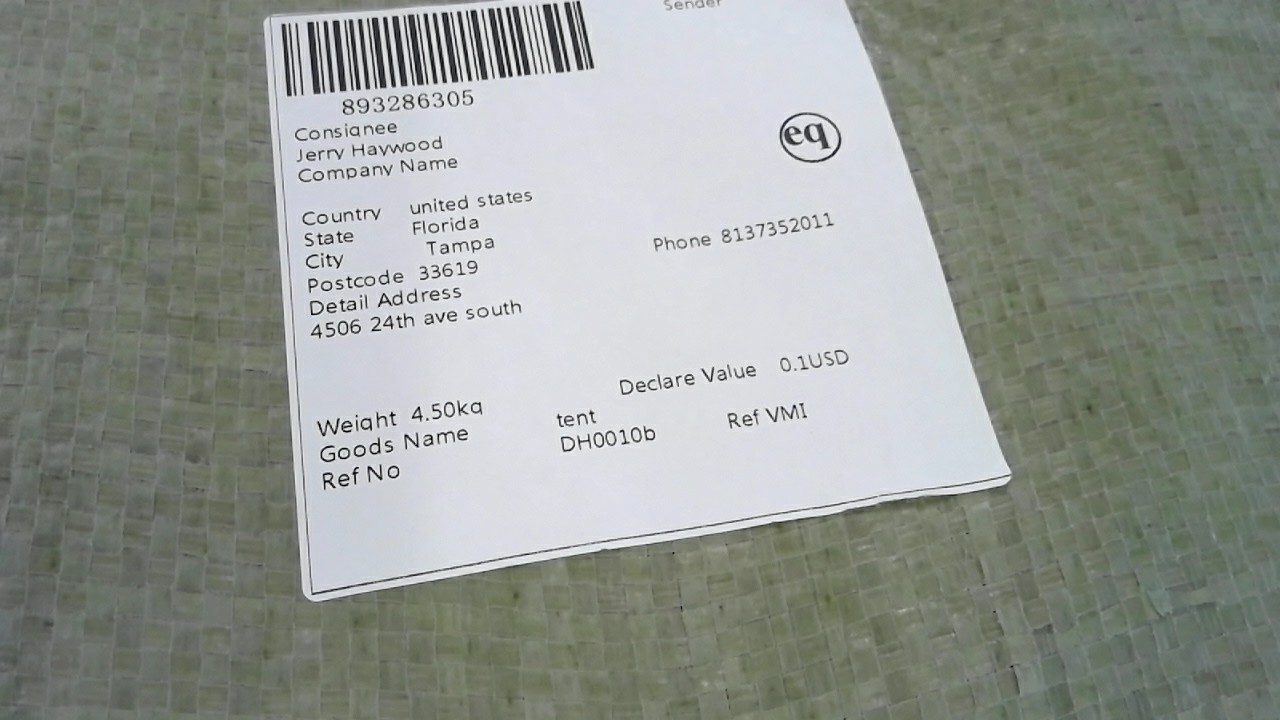 Sender
893286305
Consignee
Jerry Haywood
Company Name
eq
Country united states
State Florida
City Tampa
Phone 8137352011
Postcode 33619
Detail Address
4506 24th ave south
Declare Value 0.1USD
Weight 4.50kg
Goods Name tent
Ref No DH0010b Ref VMI